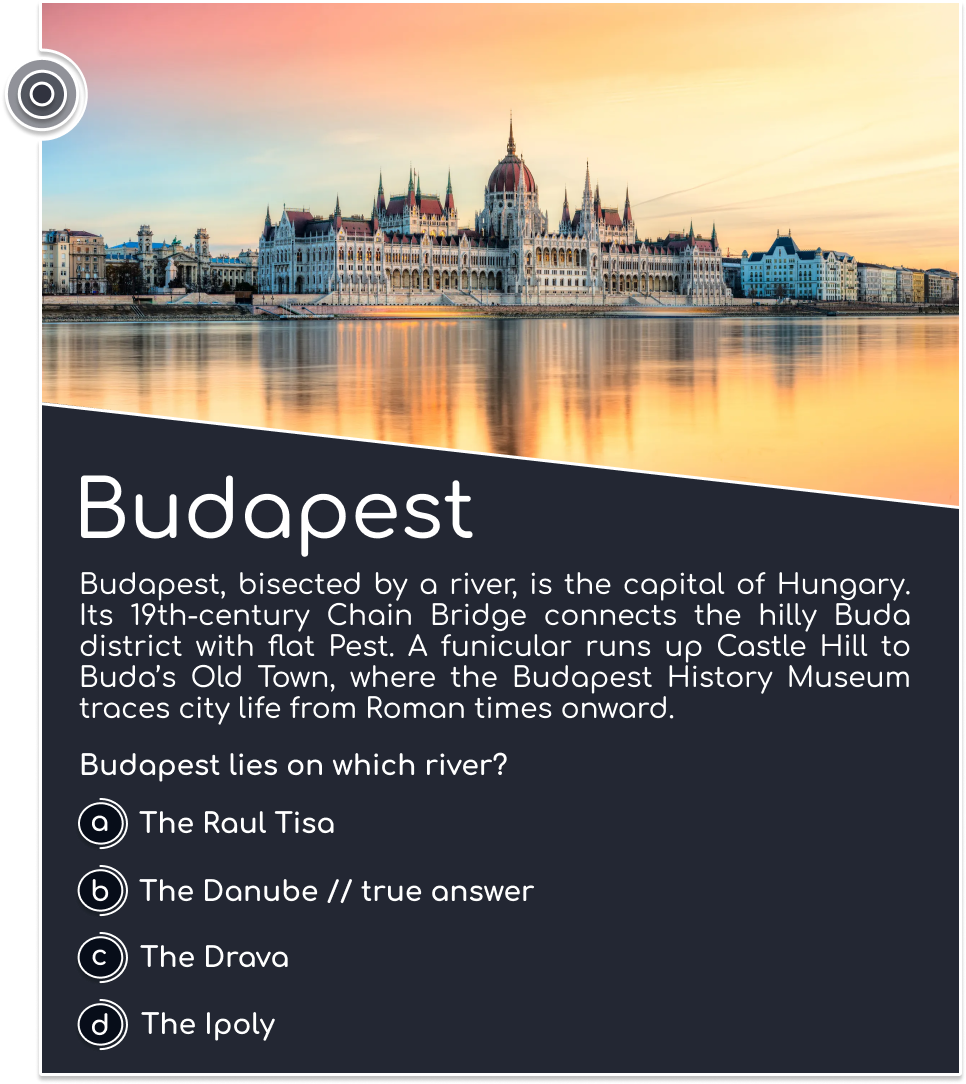 Budapest
Budapest, bisected by a river, is the capital of Hungary.
Its 19th-century Chain Bridge connects the hilly Buda
district with flat Pest. A funicular runs up Castle Hill to
Buda’s Old Town, where the Budapest History Museum
traces city life from Roman times onward.
Budapest lies on which river?
a The Raul Tisa
b The Danube // true answer
c The Drava
d The Ipoly